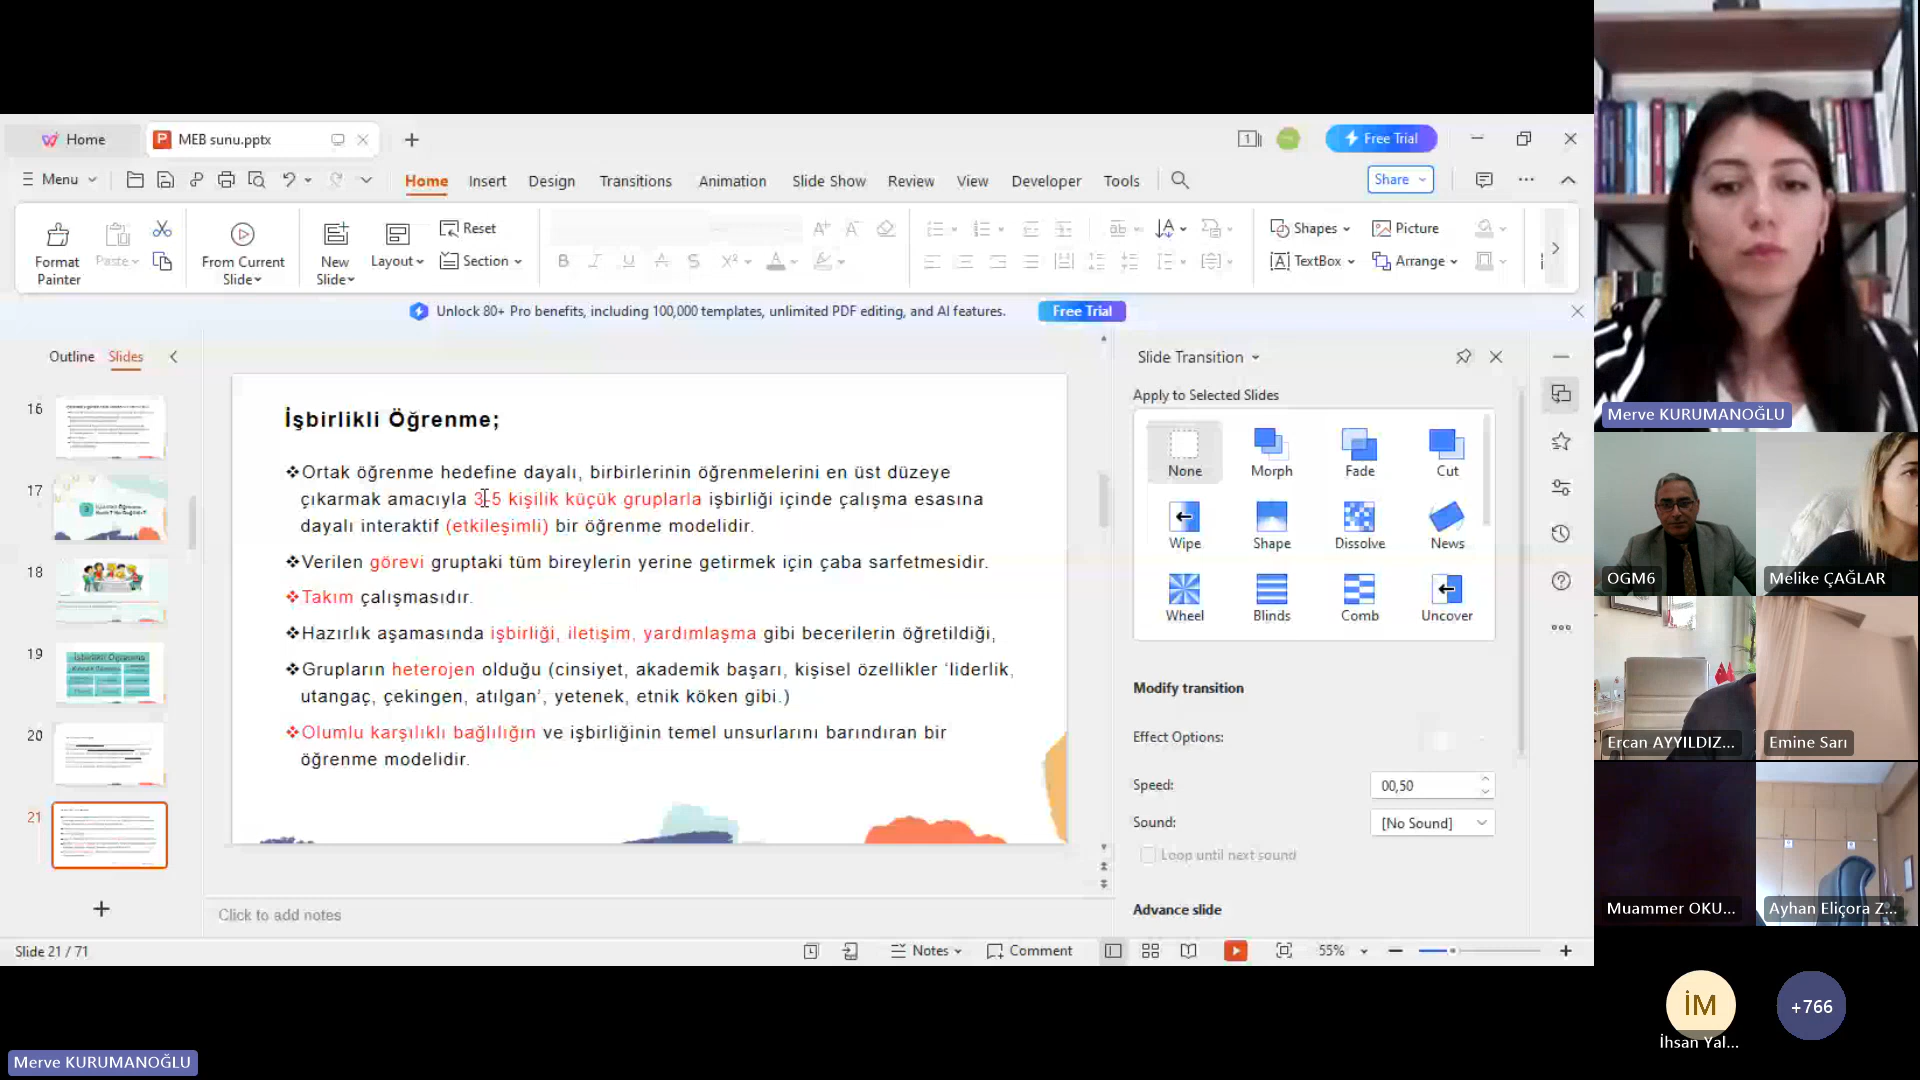 Home
MEB sunu.pptx
Free Trial
Menu
Home Insert Design Transitions Animation Slide Show Review View Developer Tools
Share
Format Painter
Paste
From Current Slide
New Slide
Layout
Reset
Section
Shapes
Picture
TextBox
Arrange
Unlock 80+ Pro benefits, including 100,000 templates, unlimited PDF editing, and AI features.
Free Trial
Outline Slides
16
17
18
19
İşbirlikli Öğrenme
20
21
İşbirlikli Öğrenme;
❖Ortak öğrenme hedefine dayalı, birbirlerinin öğrenmelerini en üst düzeye
çıkarmak amacıyla 3-5 kişilik küçük gruplarla işbirliği içinde çalışma esasına
dayalı interaktif (etkileşimli) bir öğrenme modelidir.
❖Verilen görevi gruptaki tüm bireylerin yerine getirmek için çaba sarfetmesidir.
❖Takım çalışmasıdır.
❖Hazırlık aşamasında işbirliği, iletişim, yardımlaşma gibi becerilerin öğretildiği,
❖Grupların heterojen olduğu (cinsiyet, akademik başarı, kişisel özellikler ‘liderlik,
utangaç, çekingen, atılgan’, yetenek, etnik köken gibi.)
❖Olumlu karşılıklı bağlılığın ve işbirliğinin temel unsurlarını barındıran bir
öğrenme modelidir.
Click to add notes
Slide Transition
Apply to Selected Slides
None Morph Fade Cut
Wipe Shape Dissolve News
Wheel Blinds Comb Uncover
Modify transition
Effect Options:
Speed: 00,50
Sound: [No Sound]
Loop until next sound
Advance slide
Slide 21 / 71
Notes
Comment
55%
Merve KURUMANOĞLU
OGM6
Melike ÇAĞLAR
Ercan AYYILDIZ...
Emine Sarı
Muammer OKU...
Ayhan Eliçora Z...
İM
İhsan Yal...
+766
Merve KURUMANOĞLU